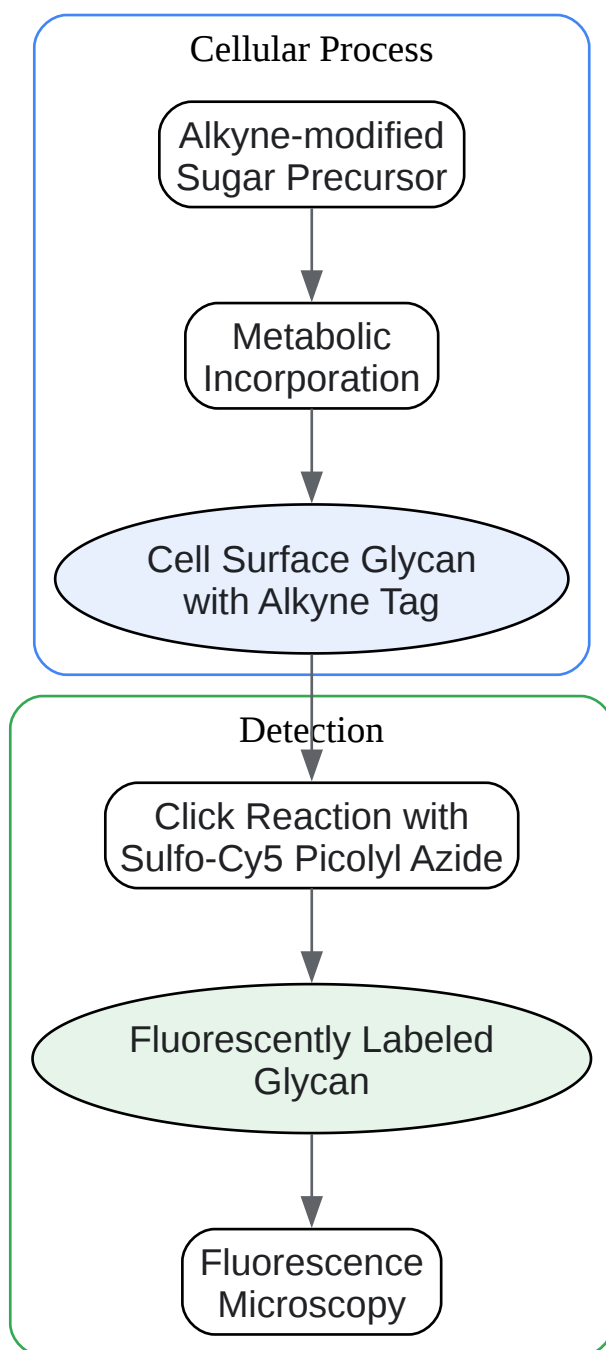 Cellular Process
Alkyne-modified
Sugar Precursor
Metabolic
Incorporation
Cell Surface Glycan
with Alkyne Tag
Detection
Click Reaction with
Sulfo-Cy5 Picolyl Azide
Fluorescently Labeled
Glycan
Fluorescence
Microscopy